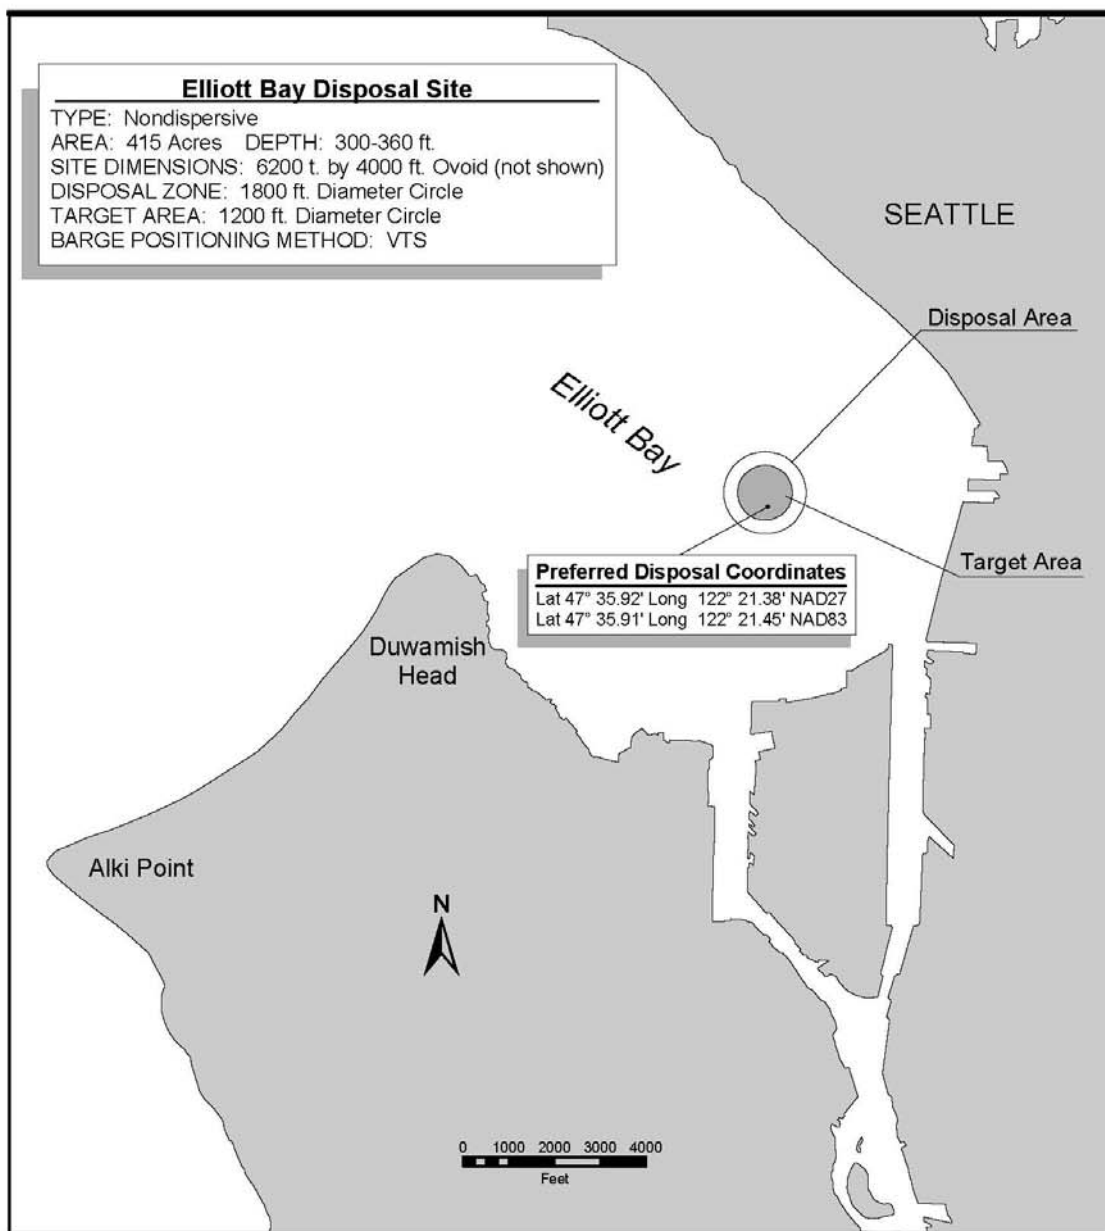 Elliott Bay Disposal Site
TYPE: Nondispersive
AREA: 415 Acres DEPTH: 300-360 ft.
SITE DIMENSIONS: 6200 t. by 4000 ft. Ovoid (not shown)
DISPOSAL ZONE: 1800 ft. Diameter Circle
TARGET AREA: 1200 ft. Diameter Circle
BARGE POSITIONING METHOD: VTS
SEATTLE
Disposal Area
Elliott Bay
Target Area
Preferred Disposal Coordinates
Lat 47° 35.92' Long 122° 21.38' NAD27
Lat 47° 35.91' Long 122° 21.45' NAD83
Duwamish
Head
Alki Point
N
0 1000 2000 3000 4000
Feet